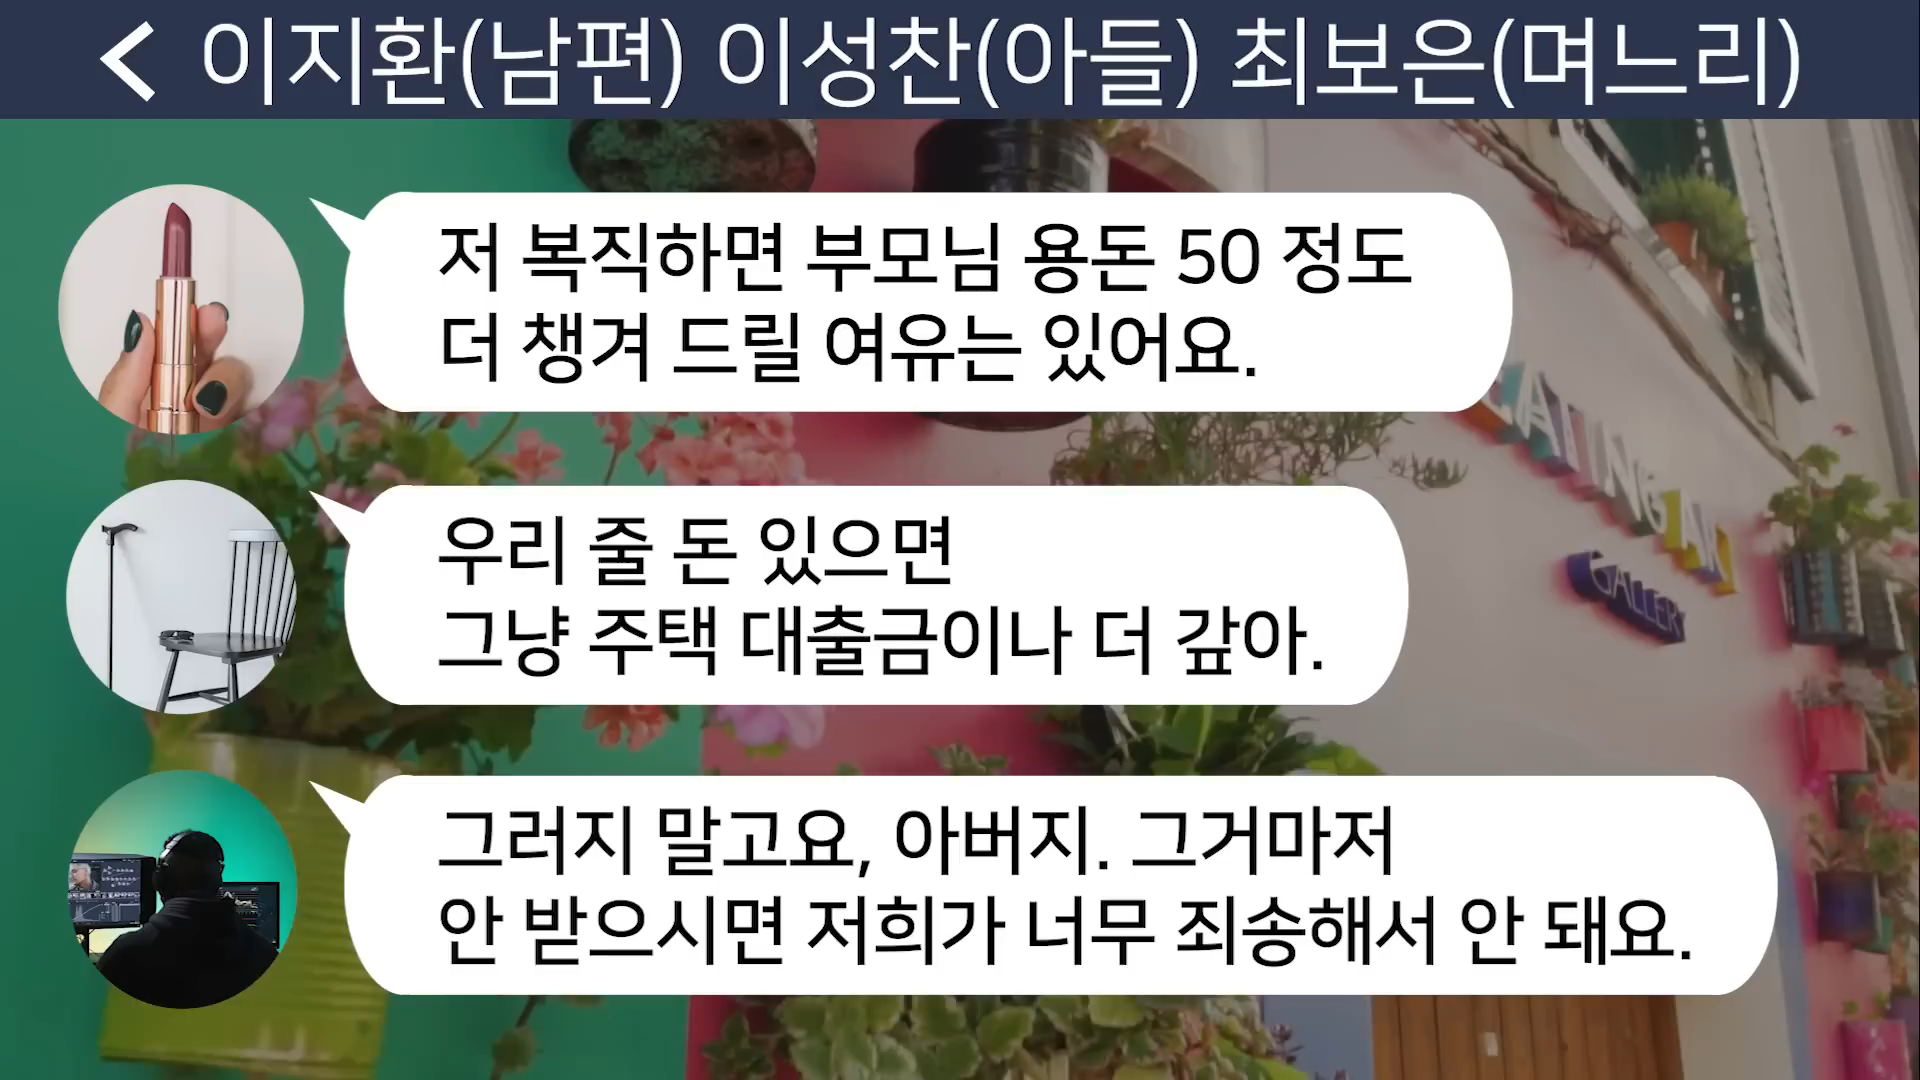 이지환(남편) 이성찬(아들) 최보은(며느리)
저 복직하면 부모님 용돈 50 정도
더 챙겨 드릴 여유는 있어요.
우리 줄 돈 있으면
그냥 주택 대출금이나 더 갚아.
그러지 말고요, 아버지. 그거마저
안 받으시면 저희가 너무 죄송해서 안 돼요.
GALLERY